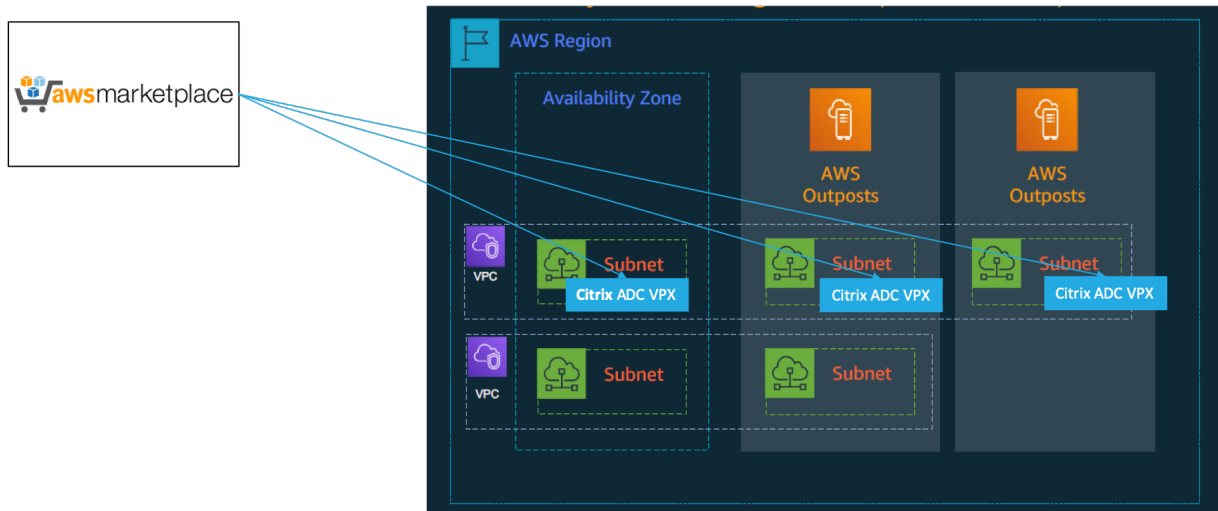 awsmarketplace
AWS Region
Availability Zone
AWS
Outposts
AWS
Outposts
VPC
Subnet
Citrix ADC VPX
Subnet
Citrix ADC VPX
Subnet
Citrix ADC VPX
VPC
Subnet
Subnet